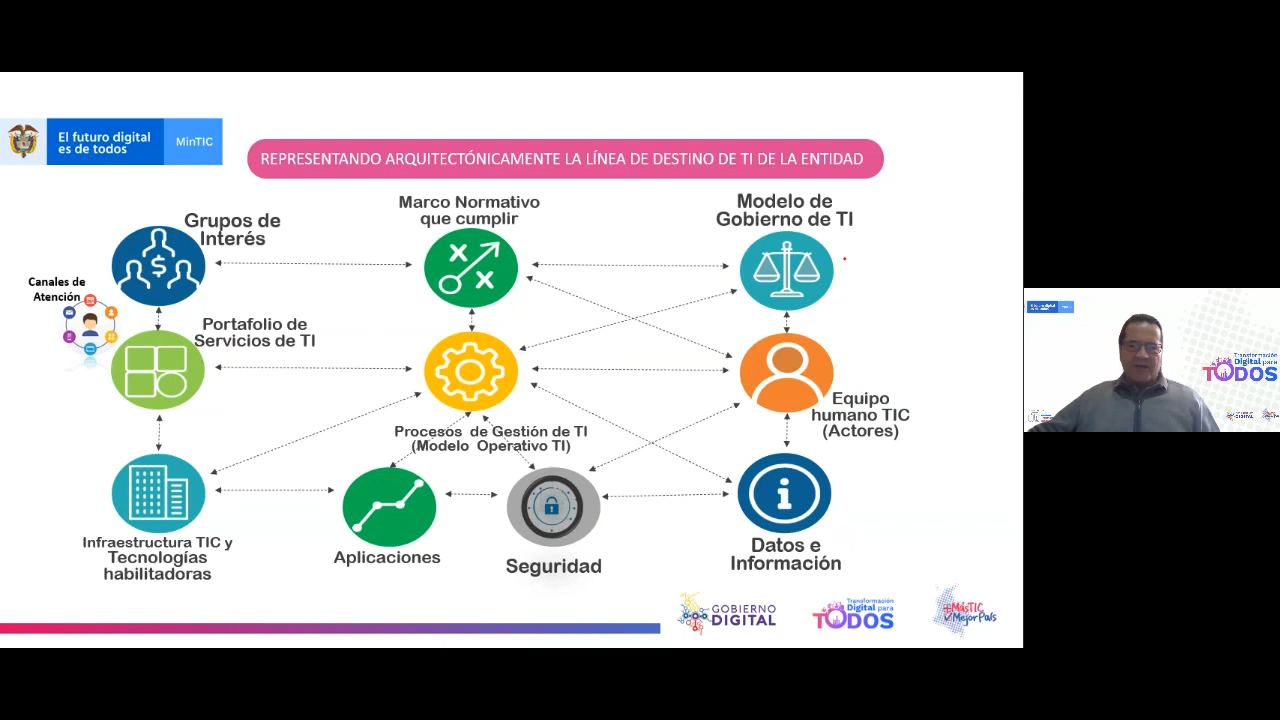 El futuro digital
es de todos
MinTIC
REPRESENTANDO ARQUITECTÓNICAMENTE LA LÍNEA DE DESTINO DE TI DE LA ENTIDAD
Grupos de
Interés
Marco Normativo
que cumplir
Modelo de
Gobierno de TI
$
Canales de
Atención
Portafolio de
Servicios de TI
Equipo
humano TIC
(Actores)
Procesos de Gestión de TI
(Modelo Operativo TI)
Infraestructura TIC y
Tecnologías
habilitadoras
Aplicaciones
Seguridad
Datos e
Información
GOBIERNO
DIGITAL
Transformación
Digital para
TODOS
+MásTIC
MejorPaís
Transformación
Digital para
TODOS